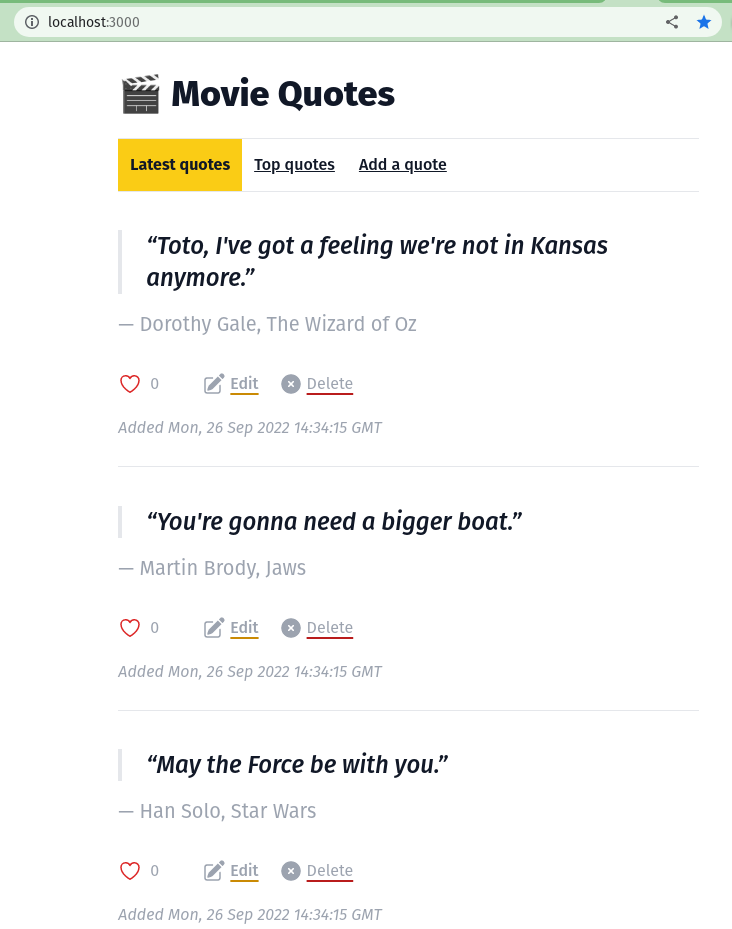 localhost:3000
🎬 Movie Quotes
Latest quotes Top quotes Add a quote
“Toto, I've got a feeling we're not in Kansas
anymore.”
— Dorothy Gale, The Wizard of Oz
0 Edit Delete
Added Mon, 26 Sep 2022 14:34:15 GMT
“You're gonna need a bigger boat.”
— Martin Brody, Jaws
0 Edit Delete
Added Mon, 26 Sep 2022 14:34:15 GMT
“May the Force be with you.”
— Han Solo, Star Wars
0 Edit Delete
Added Mon, 26 Sep 2022 14:34:15 GMT